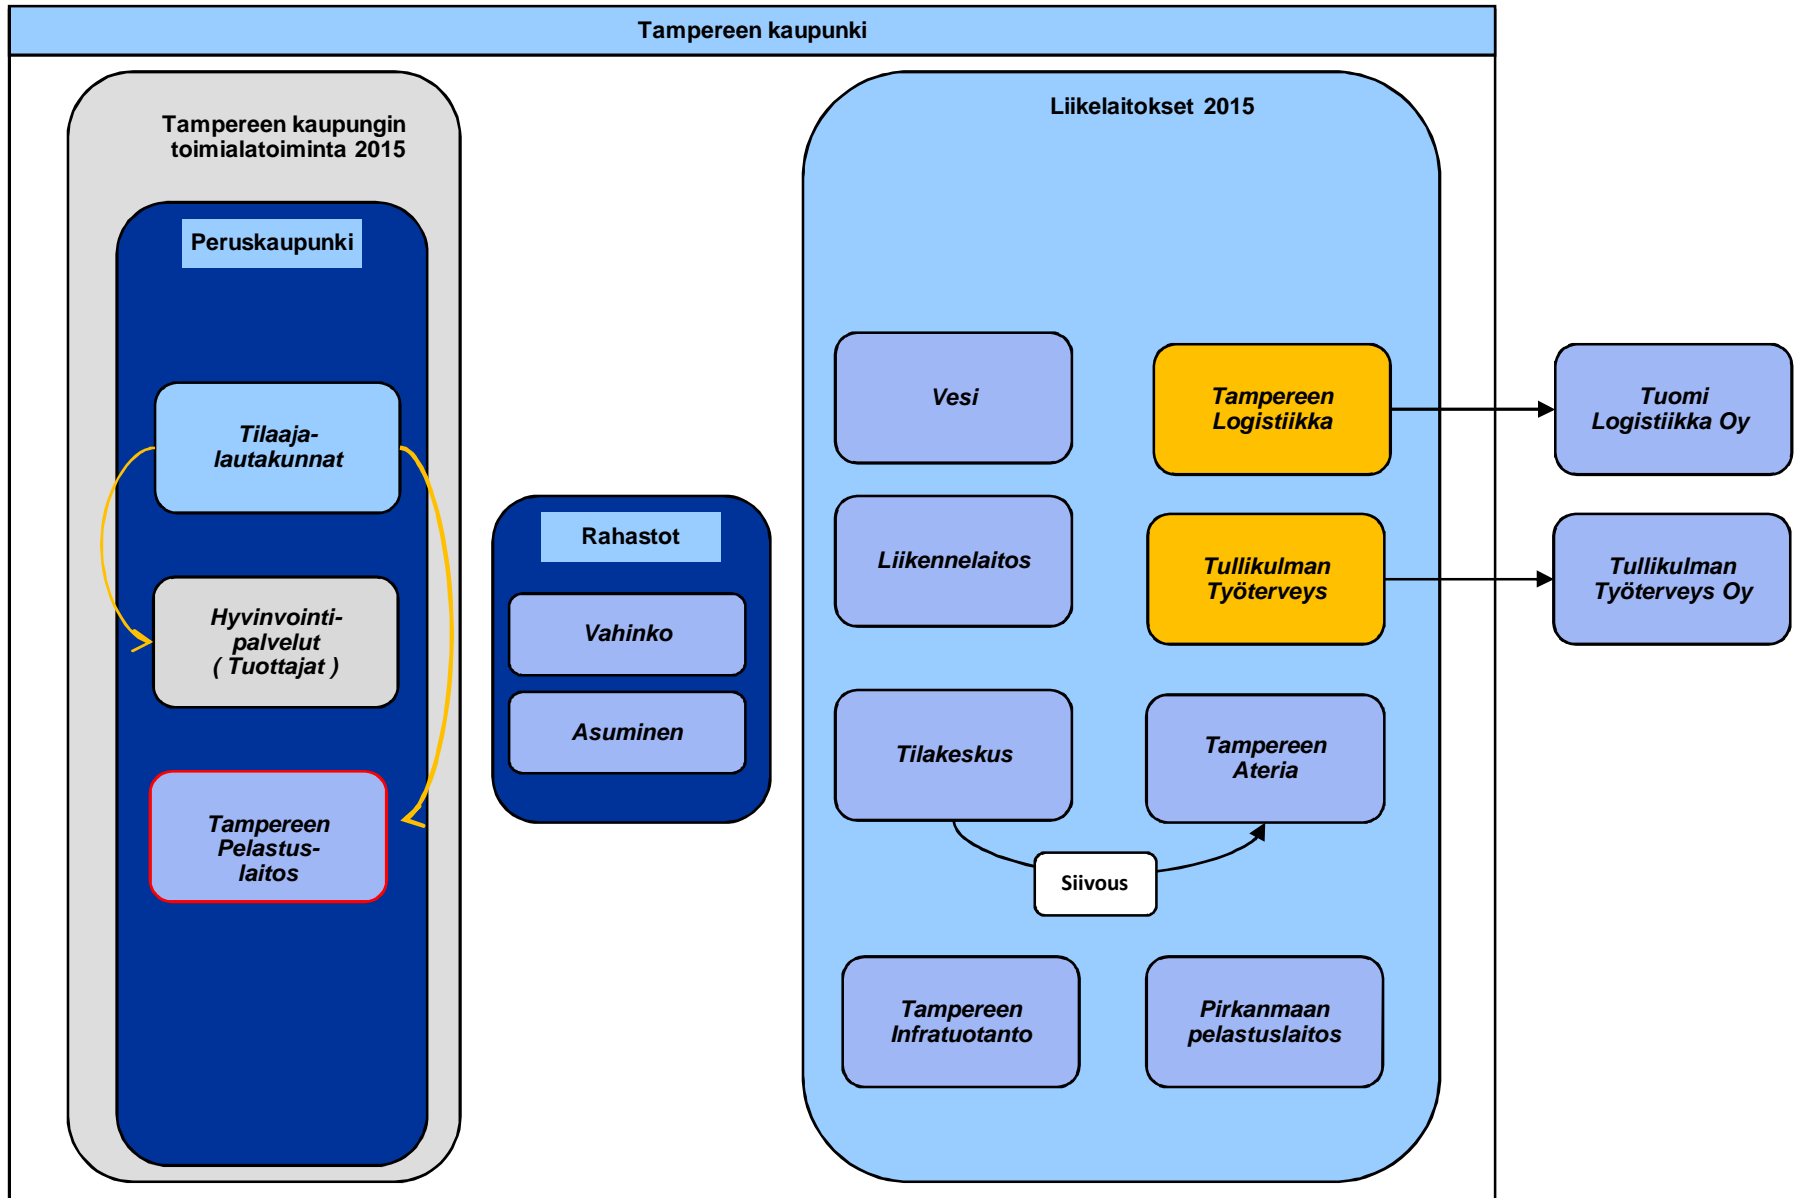 Tampereen kaupunki
Tampereen kaupungin
toimialatoiminta 2015
Peruskaupunki
Tilaaja-
lautakunnat
Hyvinvointi-
palvelut
( Tuottajat )
Tampereen
Pelastus-
laitos
Rahastot
Vahinko
Asuminen
Liikelaitokset 2015
Vesi
Tampereen
Logistiikka
Liikennelaitos
Tullikulman
Työterveys
Tilakeskus
Tampereen
Ateria
Siivous
Tampereen
Infratuotanto
Pirkanmaan
pelastuslaitos
Tuomi
Logistiikka Oy
Tullikulman
Työterveys Oy